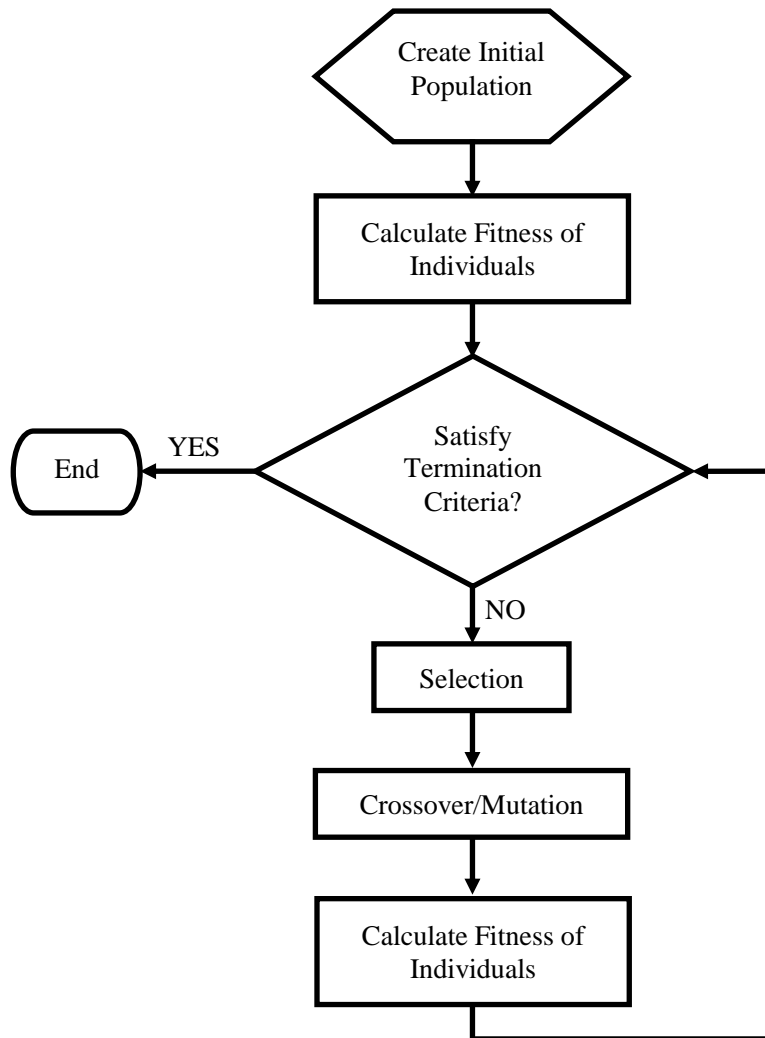 Create Initial
Population
Calculate Fitness of
Individuals
Satisfy
Termination
Criteria?
YES
End
NO
Selection
Crossover/Mutation
Calculate Fitness of
Individuals